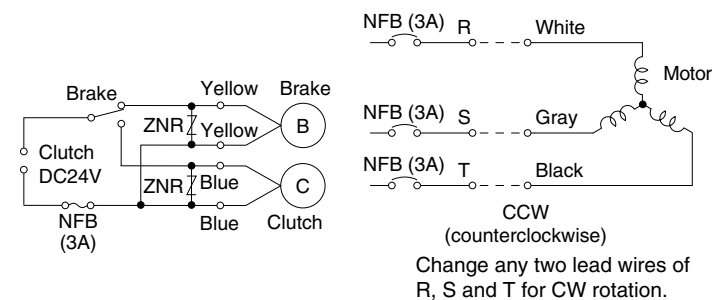 Brake
Clutch
DC24V
NFB
(3A)
Yellow
ZNR
Yellow
ZNR
Blue
Blue
Brake
B
C
Clutch
NFB (3A) R White
Motor
NFB (3A) S Gray
NFB (3A) T Black
CCW
(counterclockwise)
Change any two lead wires of
R, S and T for CW rotation.